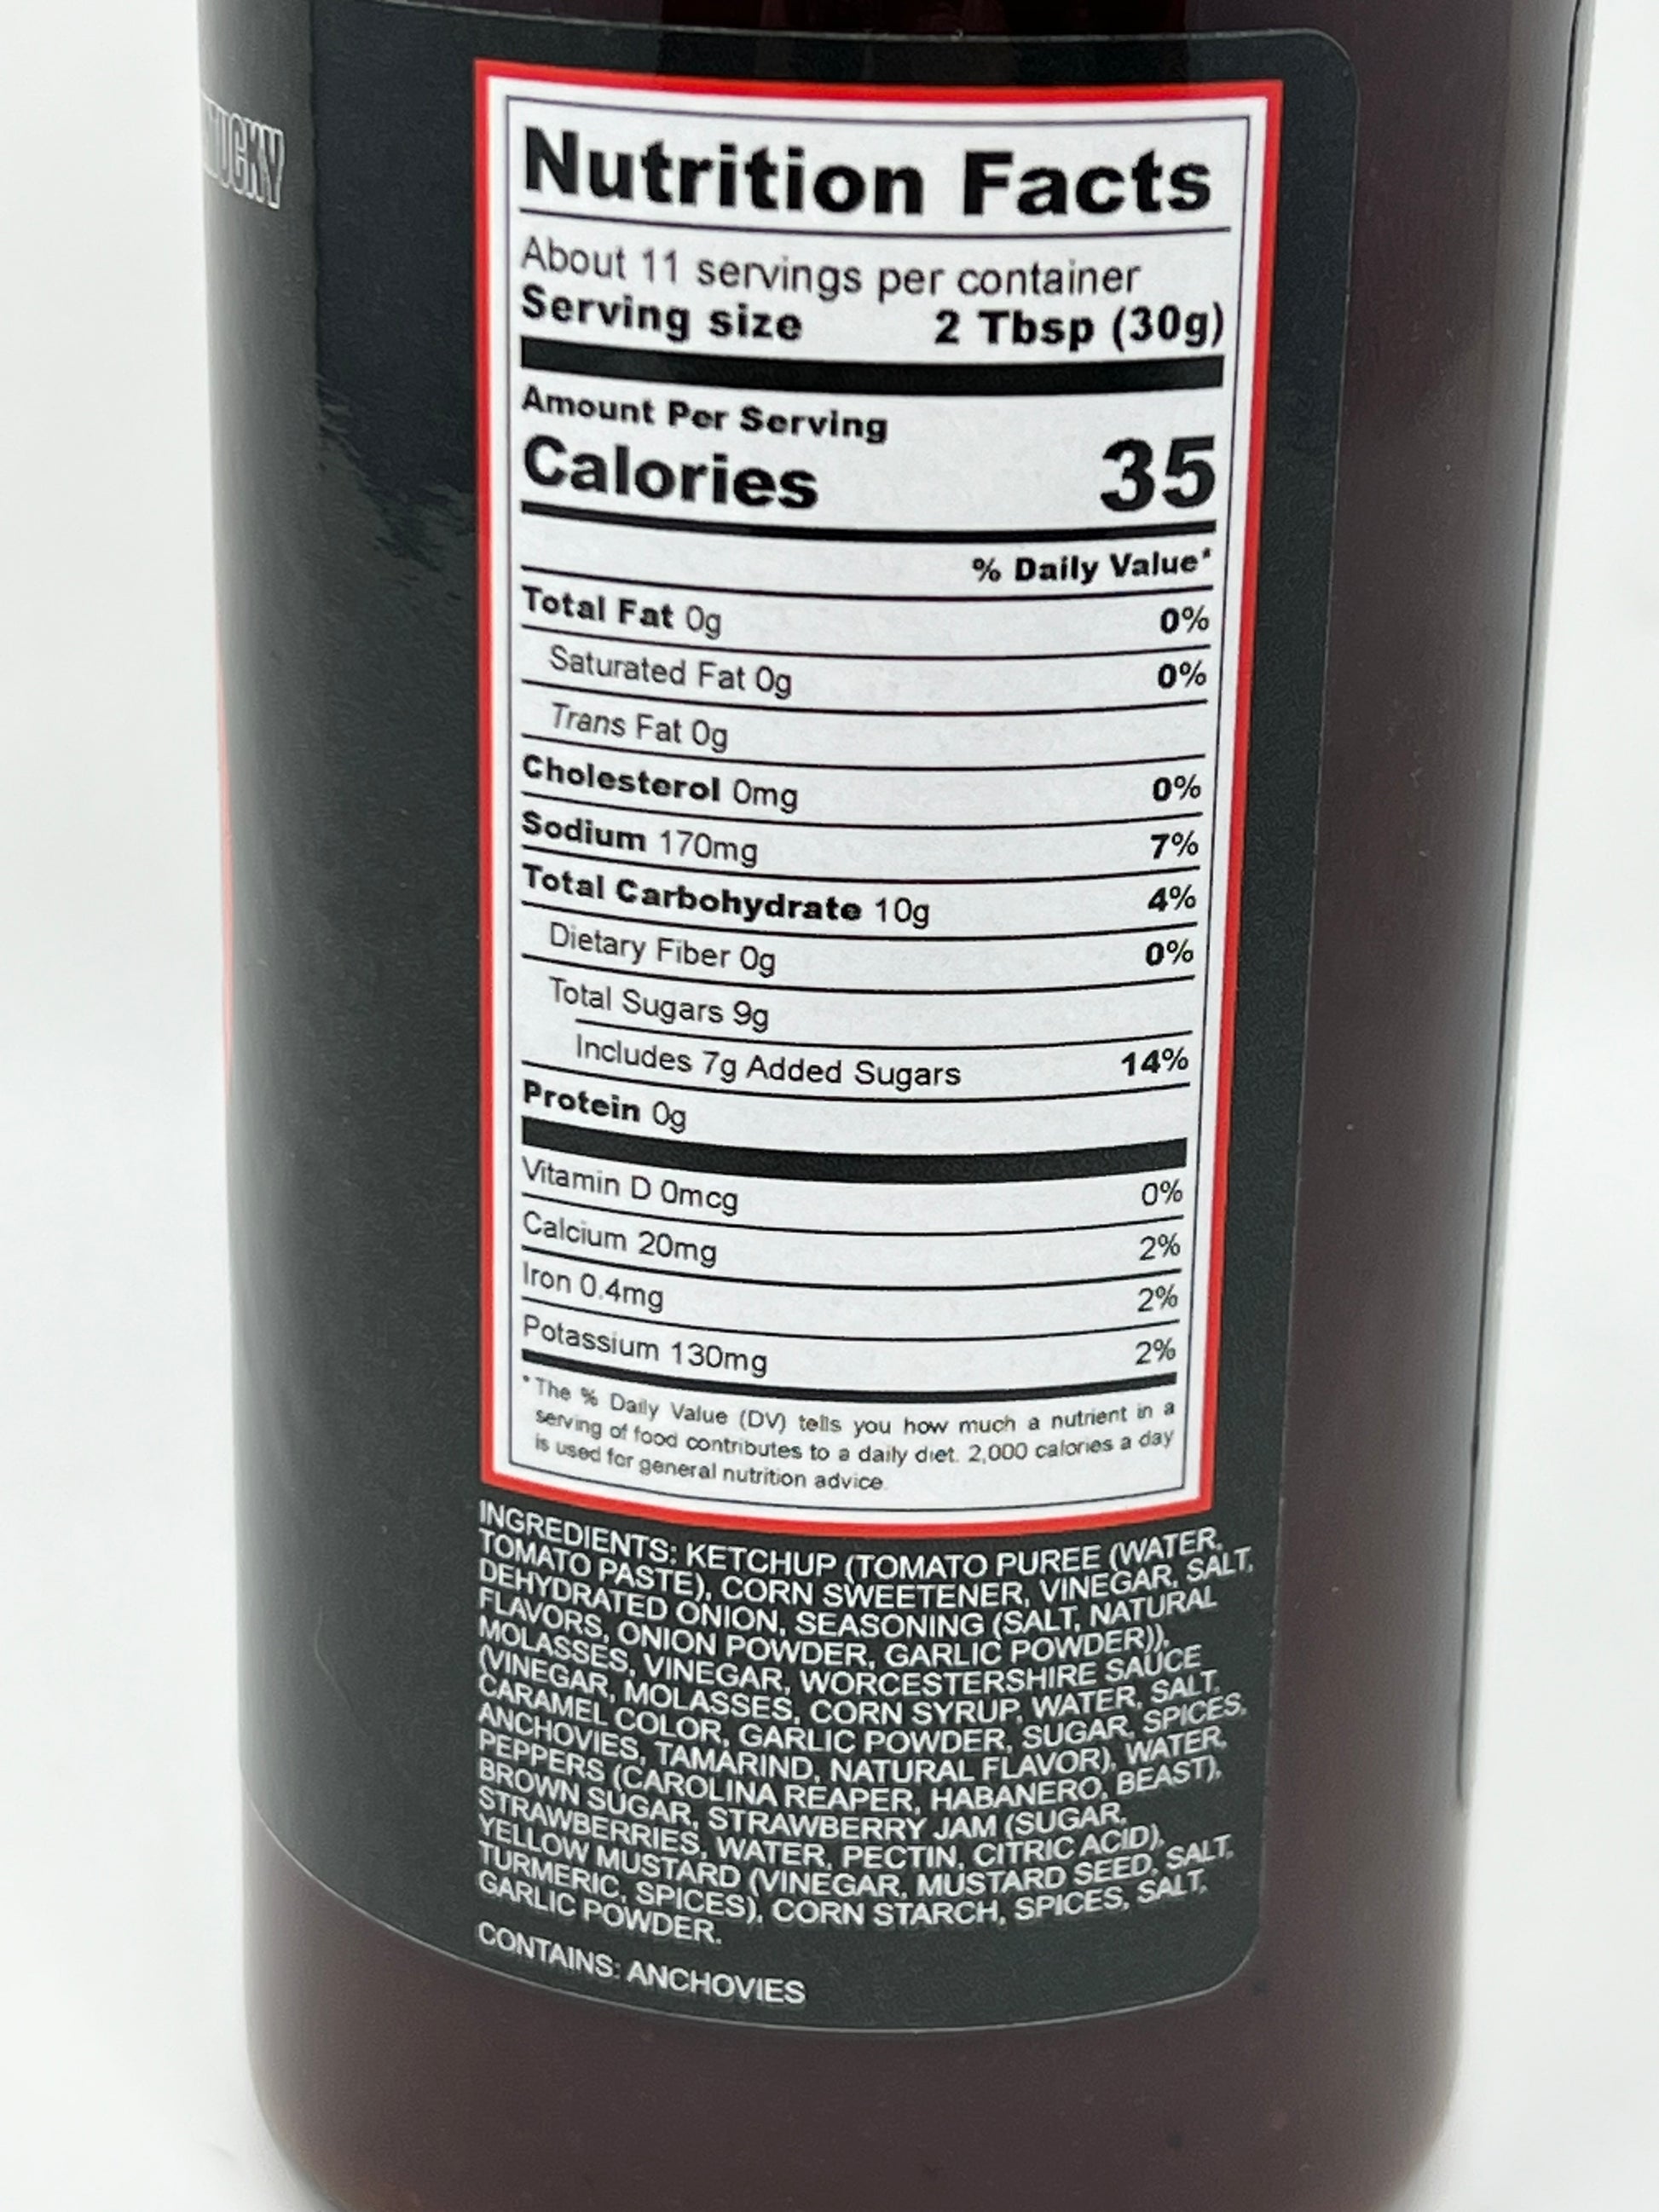 Nutrition Facts
About 11 servings per container
Serving size 2 Tbsp (30g)
Amount Per Serving
Calories 35
% Daily Value*
Total Fat 0g 0%
Saturated Fat 0g 0%
Trans Fat 0g
Cholesterol 0mg 0%
Sodium 170mg 7%
Total Carbohydrate 10g 4%
Dietary Fiber 0g 0%
Total Sugars 9g
Includes 7g Added Sugars 14%
Protein 0g
Vitamin D 0mcg 0%
Calcium 20mg 2%
Iron 0.4mg 2%
Potassium 130mg 2%
*The % Daily Value (DV) tells you how much a nutrient in a
serving of food contributes to a daily diet. 2,000 calories a day
is used for general nutrition advice.
INGREDIENTS: KETCHUP (TOMATO PUREE (WATER,
TOMATO PASTE), CORN SWEETENER, VINEGAR, SALT,
DEHYDRATED ONION, SEASONING (SALT, NATURAL
FLAVORS, ONION POWDER, GARLIC POWDER)),
MOLASSES, VINEGAR, WORCESTERSHIRE SAUCE
(VINEGAR, MOLASSES, CORN SYRUP, WATER, SALT,
CARAMEL COLOR, GARLIC POWDER, SUGAR, SPICES,
ANCHOVIES, TAMARIND, NATURAL FLAVOR), WATER,
PEPPERS (CAROLINA REAPER, HABANERO, BEAST),
BROWN SUGAR, STRAWBERRY JAM (SUGAR,
STRAWBERRIES, WATER, PECTIN, CITRIC ACID),
YELLOW MUSTARD (VINEGAR, MUSTARD SEED, SALT,
TURMERIC, SPICES), CORN STARCH, SPICES, SALT,
GARLIC POWDER.
CONTAINS: ANCHOVIES